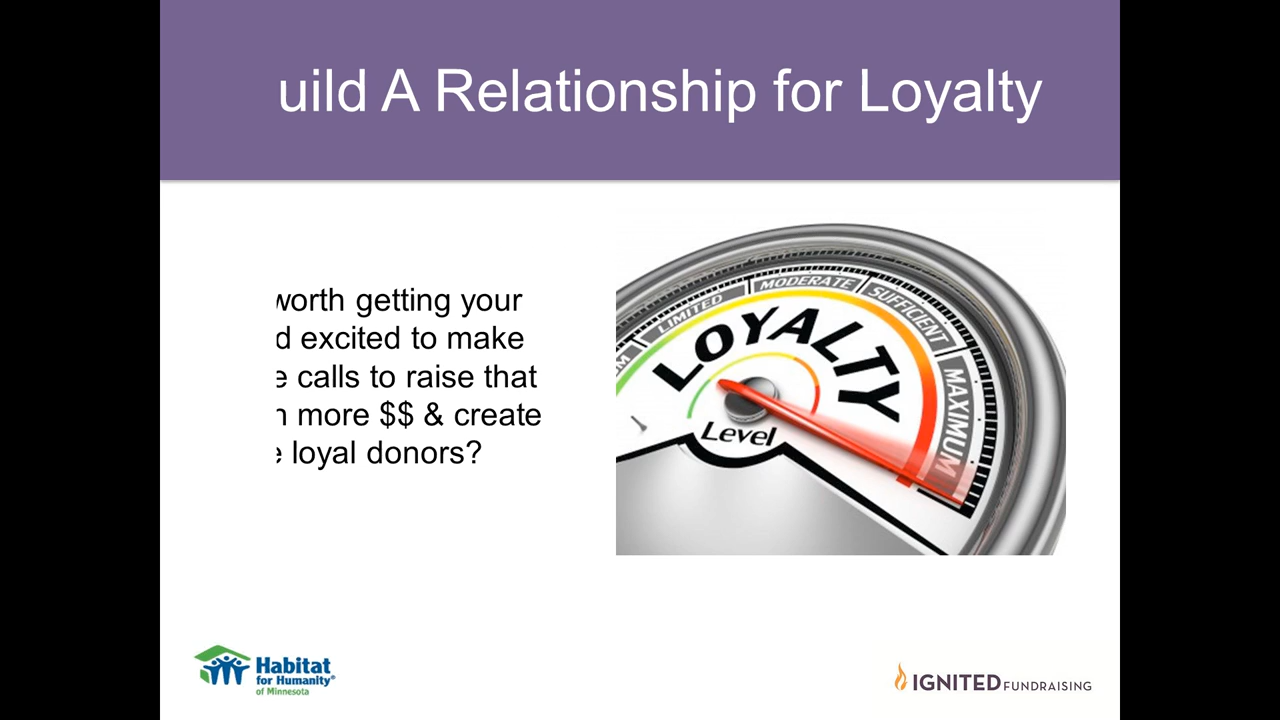 uild A Relationship for Loyalty
worth getting your
d excited to make
e calls to raise that
n more $$ & create
e loyal donors?
LIMITED
MODERATE
SUFFICIENT
MAXIMUM
LOYALTY
Level
Habitat
for Humanity®
of Minnesota
IGNITED FUNDRAISING